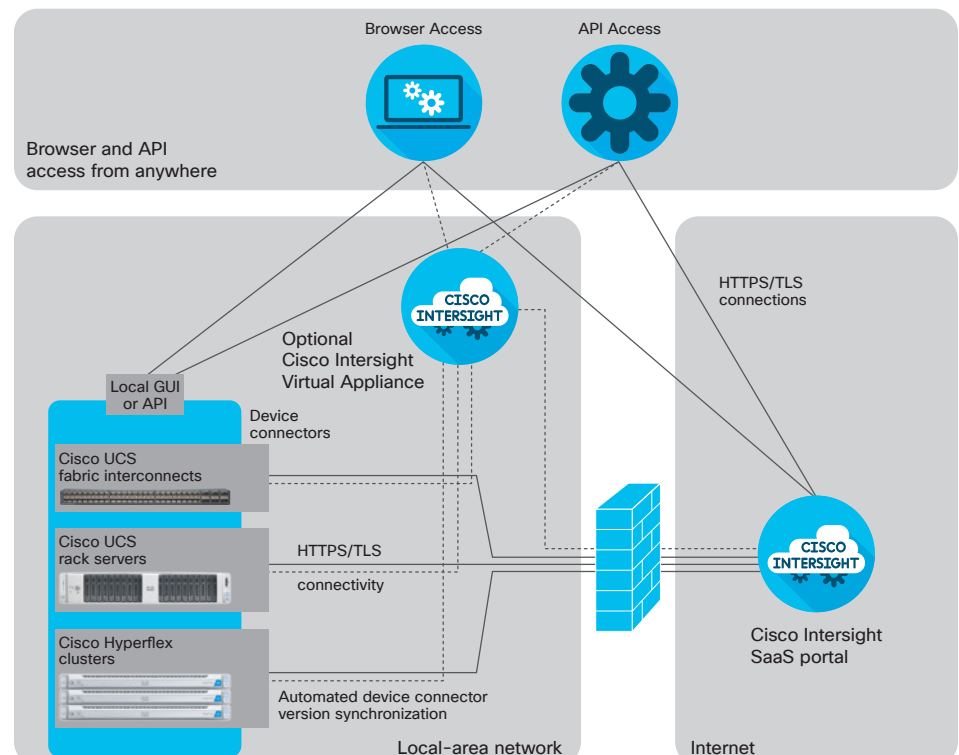 Browser Access
API Access
Browser and API
access from anywhere
HTTPS/TLS
connections
CISCO
INTERSIGHT
Optional
Cisco Intersight
Virtual Appliance
Local GUI
or API
Device
connectors
Cisco UCS
fabric interconnects
Cisco UCS
rack servers
HTTPS/TLS
connectivity
CISCO
INTERSIGHT
Cisco Intersight
SaaS portal
Cisco Hyperflex
clusters
Automated device connector
version synchronization
Local-area network
Internet